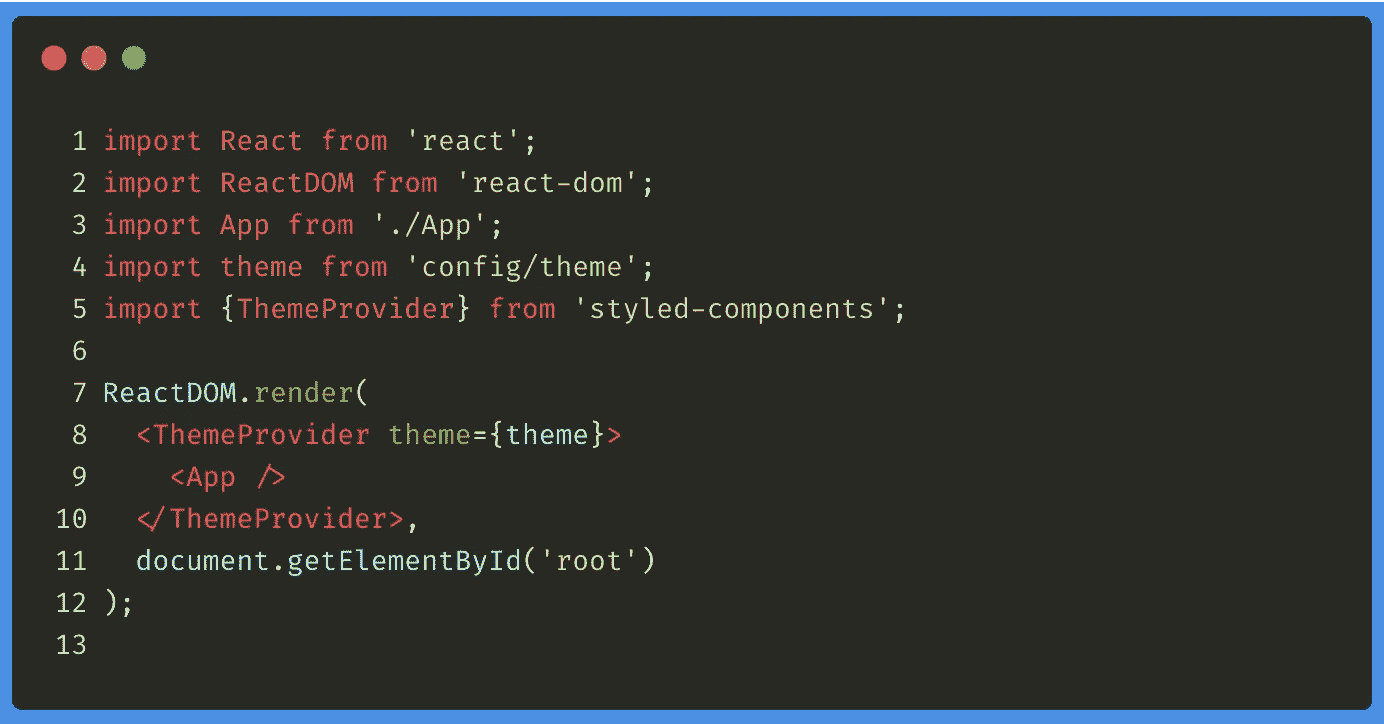 1 import React from 'react';
2 import ReactDOM from 'react-dom';
3 import App from './App';
4 import theme from 'config/theme';
5 import {ThemeProvider} from 'styled-components';
6
7 ReactDOM.render(
8   <ThemeProvider theme={theme}>
9     <App />
10   </ThemeProvider>,
11   document.getElementById('root')
12 );
13